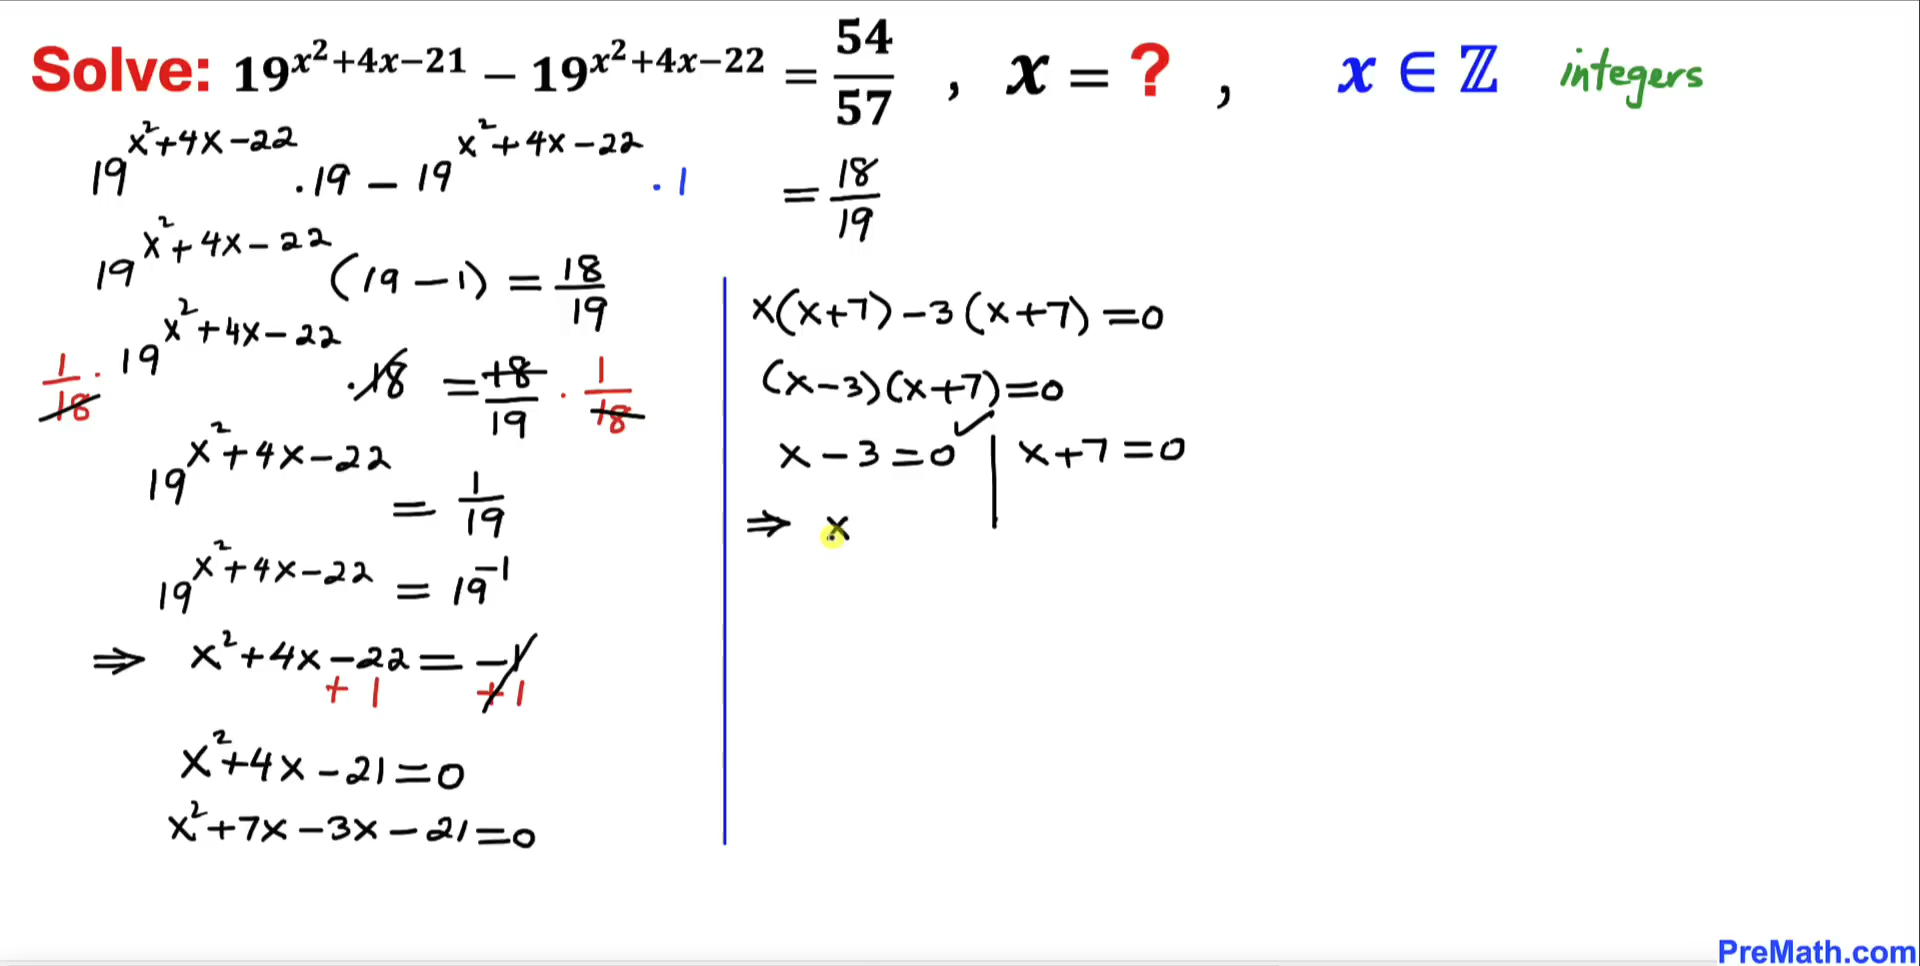 Solve: 19^{x²+4x−21} − 19^{x²+4x−22} = 54/57 , x = ? , x ∈ ℤ integers
19^{x²+4x−22} · 19 − 19^{x²+4x−22} · 1 = 18/19
19^{x²+4x−22} (19 − 1) = 18/19
1/18 · 19^{x²+4x−22} · 18 = 18/19 · 1/18
19^{x²+4x−22} = 1/19
19^{x²+4x−22} = 19^{−1}
⇒ x²+4x−22 = −1
+1 +1
x²+4x−21=0
x²+7x−3x−21=0
x(x+7)−3(x+7)=0
(x−3)(x+7)=0
x−3=0 ✓ | x+7=0
⇒ x
PreMath.com